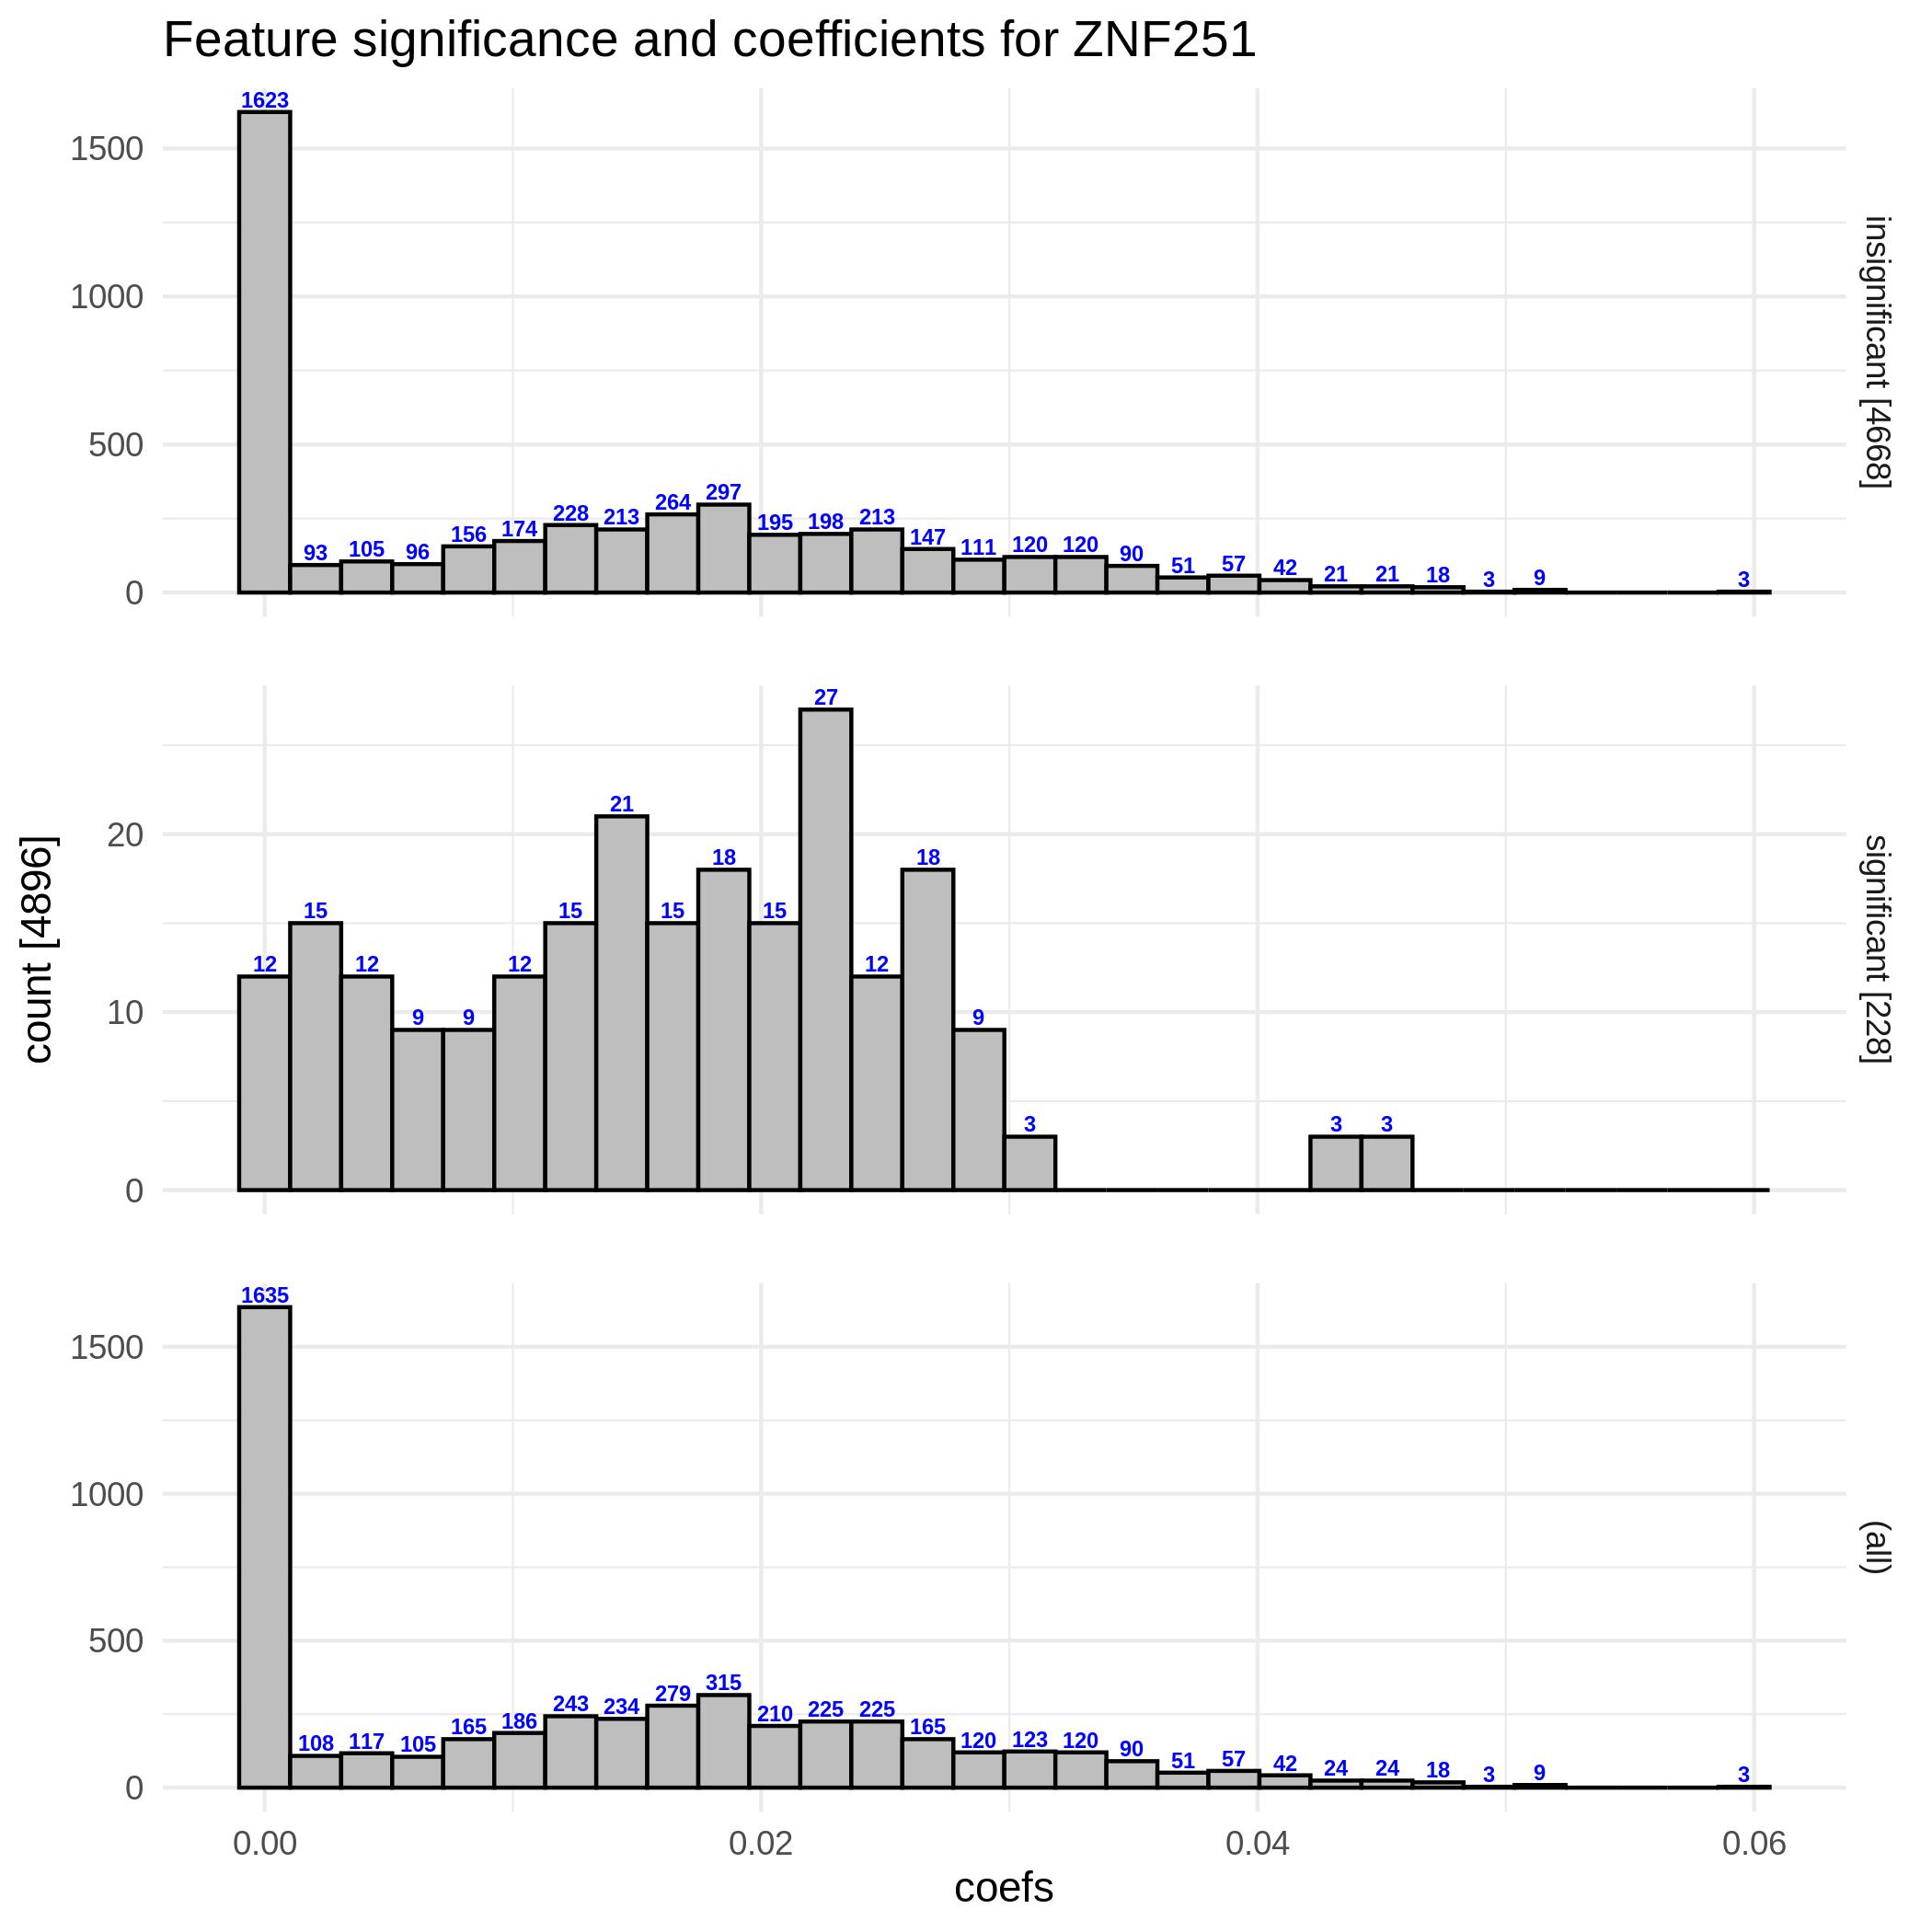 Feature significance and coefficients for ZNF251
1623
1500
1000
500
0
93 105 96 156 174 228 213 264 297 195 198 213 147 111 120 120 90 51 57 42 21 21 18 3 9 3
insignificant [4668]
count [4896]
20
10
0
12 15 12 9 9 12 15 21 15 18 15 27 12 18 9 3 3 3
significant [228]
1635
1500
1000
500
0
108 117 105 165 186 243 234 279 315 210 225 225 165 120 123 120 90 51 57 42 24 24 18 3 9 3
(all)
0.00 0.02 0.04 0.06
coefs